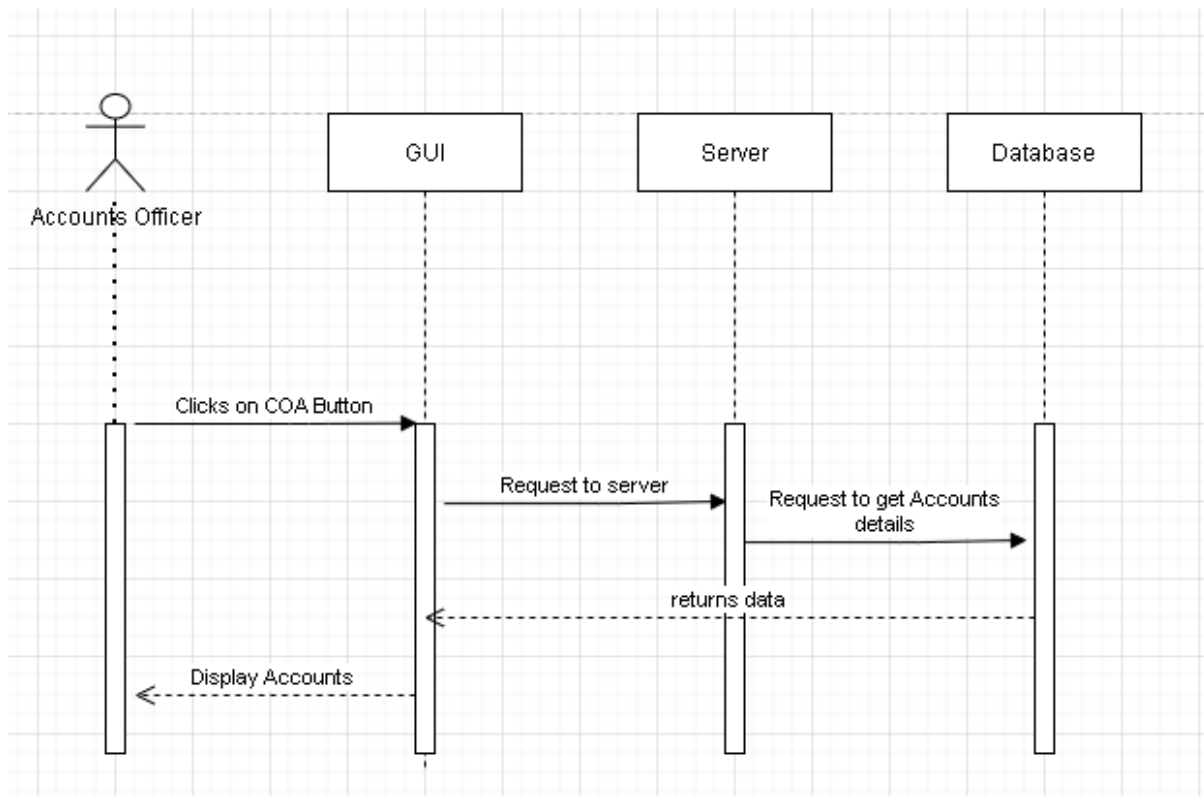 GUI
Server
Database
Accounts Officer
Clicks on COA Button
Request to server
Request to get Accounts
details
returns data
Display Accounts